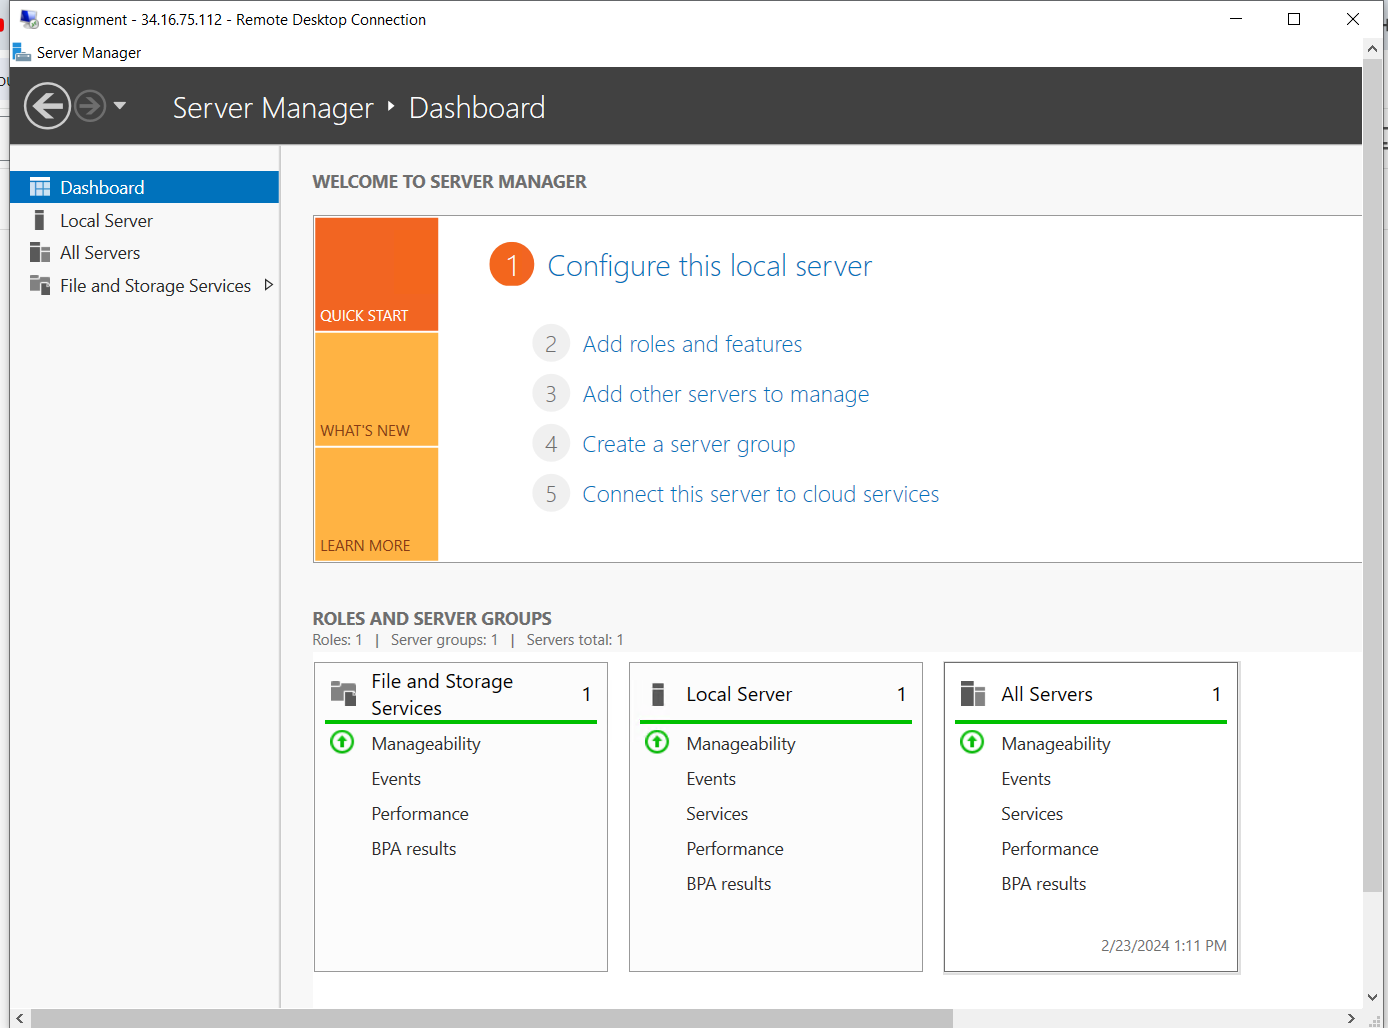 ccasignment - 34.16.75.112 - Remote Desktop Connection
Server Manager
Server Manager ‣ Dashboard
Dashboard
Local Server
All Servers
File and Storage Services
WELCOME TO SERVER MANAGER
QUICK START
WHAT'S NEW
LEARN MORE
1 Configure this local server
2 Add roles and features
3 Add other servers to manage
4 Create a server group
5 Connect this server to cloud services
ROLES AND SERVER GROUPS
Roles: 1 | Server groups: 1 | Servers total: 1
File and Storage
Services 1
Manageability
Events
Performance
BPA results
Local Server 1
Manageability
Events
Services
Performance
BPA results
All Servers 1
Manageability
Events
Services
Performance
BPA results
2/23/2024 1:11 PM